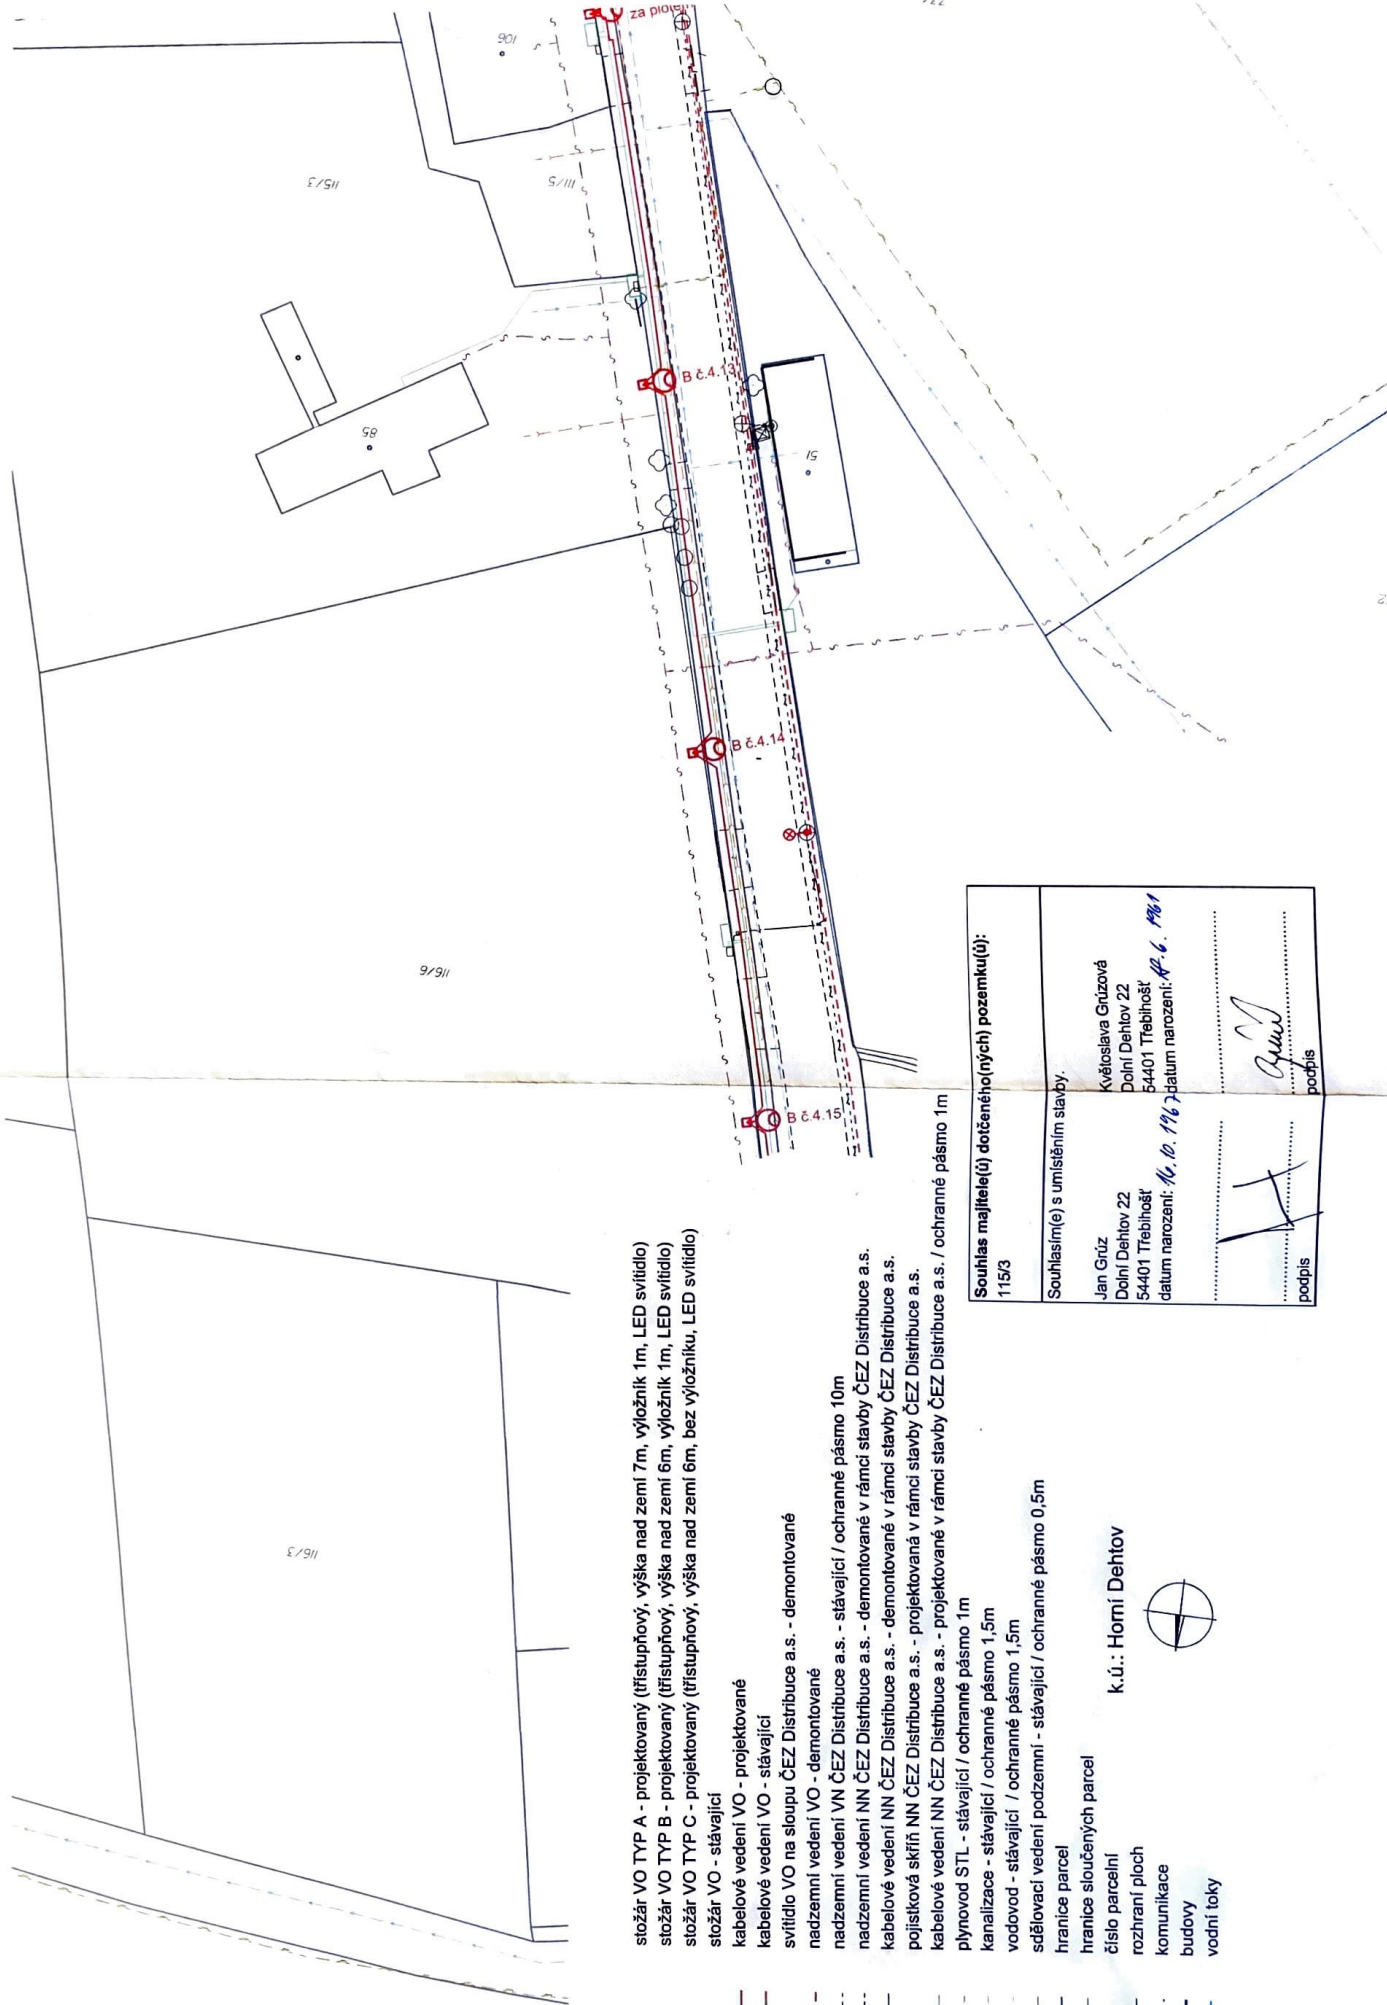 za plotem
106
115/3
111/5
85
B č.4.13
51
B č.4.14
116/6
B č.4.15
116/3
stožár VO TYP A - projektovaný (třístupňový, výška nad zemí 7m, výložník 1m, LED svítidlo)
stožár VO TYP B - projektovaný (třístupňový, výška nad zemí 6m, výložník 1m, LED svítidlo)
stožár VO TYP C - projektovaný (třístupňový, výška nad zemí 6m, bez výložníku, LED svítidlo)
stožár VO - stávající
kabelové vedení VO - projektované
kabelové vedení VO - stávající
svítidlo VO na sloupu ČEZ Distribuce a.s. - demontované
nadzemní vedení VO - demontované
nadzemní vedení VN ČEZ Distribuce a.s. - stávající / ochranné pásmo 10m
nadzemní vedení NN ČEZ Distribuce a.s. - demontované v rámci stavby ČEZ Distribuce a.s.
kabelové vedení NN ČEZ Distribuce a.s. - demontované v rámci stavby ČEZ Distribuce a.s.
pojistková skříň NN ČEZ Distribuce a.s. - projektovaná v rámci stavby ČEZ Distribuce a.s.
kabelové vedení NN ČEZ Distribuce a.s. - projektované v rámci stavby ČEZ Distribuce a.s. / ochranné pásmo 1m
plynovod STL - stávající / ochranné pásmo 1m
kanalizace - stávající / ochranné pásmo 1,5m
vodovod - stávající / ochranné pásmo 1,5m
sdělovací vedení podzemní - stávající / ochranné pásmo 0,5m
hranice parcel
hranice sloučených parcel
číslo parcelní
rozhraní ploch
komunikace
budovy
vodní toky
k.ú.: Horní Dehtov
Souhlas majitele(ů) dotčeného(ných) pozemku(ů):
115/3
Souhlasím(e) s umístěním stavby.
Jan Grúz
Dolní Dehtov 22
54401 Třebihošť
datum narození: 16.10.1967
podpis
Květoslava Grúzová
Dolní Dehtov 22
54401 Třebihošť
datum narození: 6. 1961
podpis